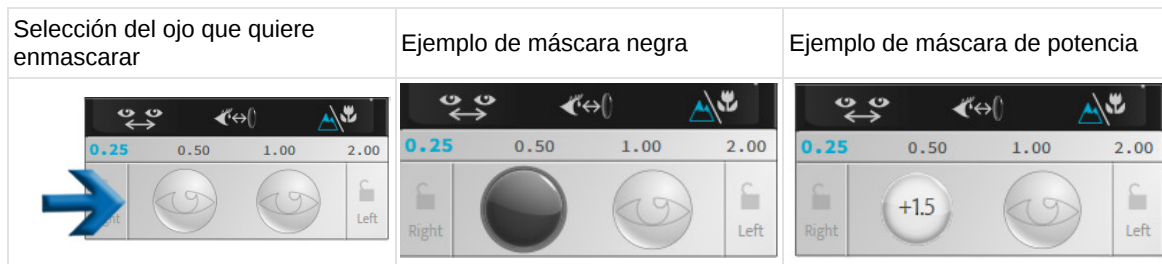 Selección del ojo que quiere
enmascarar
Ejemplo de máscara negra
Ejemplo de máscara de potencia
0.25 0.50 1.00 2.00
Left
0.25 0.50 1.00 2.00
Right Left
0.25 0.50 1.00 2.00
+1.5
Right Left